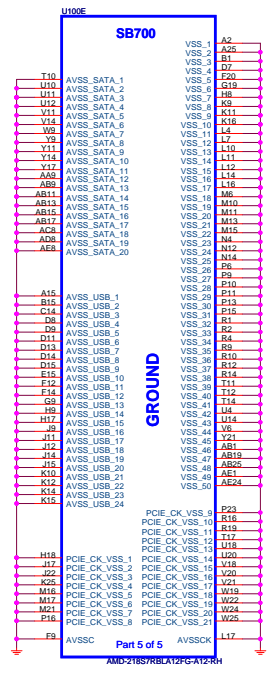 U100E
SB700
T10 AVSS_SATA_1
U10 AVSS_SATA_2
U11 AVSS_SATA_3
U12 AVSS_SATA_4
V11 AVSS_SATA_5
V14 AVSS_SATA_6
W9 AVSS_SATA_7
Y9 AVSS_SATA_8
Y11 AVSS_SATA_9
Y14 AVSS_SATA_10
Y17 AVSS_SATA_11
AA9 AVSS_SATA_12
AB9 AVSS_SATA_13
AB11 AVSS_SATA_14
AB13 AVSS_SATA_15
AB15 AVSS_SATA_16
AB17 AVSS_SATA_17
AC8 AVSS_SATA_18
AD8 AVSS_SATA_19
AE8 AVSS_SATA_20
A15 AVSS_USB_1
B15 AVSS_USB_2
C14 AVSS_USB_3
D8 AVSS_USB_4
D9 AVSS_USB_5
D11 AVSS_USB_6
D13 AVSS_USB_7
D14 AVSS_USB_8
D15 AVSS_USB_9
E15 AVSS_USB_10
F12 AVSS_USB_11
F14 AVSS_USB_12
G9 AVSS_USB_13
H9 AVSS_USB_14
H17 AVSS_USB_15
J9 AVSS_USB_16
J11 AVSS_USB_17
J12 AVSS_USB_18
J14 AVSS_USB_19
J15 AVSS_USB_20
K10 AVSS_USB_21
K12 AVSS_USB_22
K14 AVSS_USB_23
K15 AVSS_USB_24
H18 PCIE_CK_VSS_1
J17 PCIE_CK_VSS_2
J22 PCIE_CK_VSS_3
K25 PCIE_CK_VSS_4
M16 PCIE_CK_VSS_5
M17 PCIE_CK_VSS_6
M21 PCIE_CK_VSS_7
P16 PCIE_CK_VSS_8
F9 AVSSC
GROUND
VSS_1 A2
VSS_2 A25
VSS_3 B1
VSS_4 D7
VSS_5 F20
VSS_6 G19
VSS_7 H8
VSS_8 K9
VSS_9 K11
VSS_10 K16
VSS_11 L4
VSS_12 L7
VSS_13 L10
VSS_14 L11
VSS_15 L12
VSS_16 L14
VSS_17 L16
VSS_18 M6
VSS_19 M10
VSS_20 M11
VSS_21 M13
VSS_22 M15
VSS_23 N4
VSS_24 N12
VSS_25 N14
VSS_26 P6
VSS_27 P9
VSS_28 P10
VSS_29 P11
VSS_30 P13
VSS_31 P15
VSS_32 R1
VSS_33 R2
VSS_34 R4
VSS_35 R9
VSS_36 R10
VSS_37 R12
VSS_38 R14
VSS_39 T11
VSS_40 T12
VSS_41 T14
VSS_42 U4
VSS_43 U14
VSS_44 V6
VSS_45 Y21
VSS_46 AB1
VSS_47 AB19
VSS_48 AB25
VSS_49 AE1
VSS_50 AE24
PCIE_CK_VSS_9 P23
PCIE_CK_VSS_10 R16
PCIE_CK_VSS_11 R19
PCIE_CK_VSS_12 T17
PCIE_CK_VSS_13 U18
PCIE_CK_VSS_14 U20
PCIE_CK_VSS_15 V18
PCIE_CK_VSS_16 V20
PCIE_CK_VSS_17 V21
PCIE_CK_VSS_18 W19
PCIE_CK_VSS_19 W22
PCIE_CK_VSS_20 W24
PCIE_CK_VSS_21 W25
AVSSCK L17
Part 5 of 5
AMD-218S7RBLA12FG-A12-RH